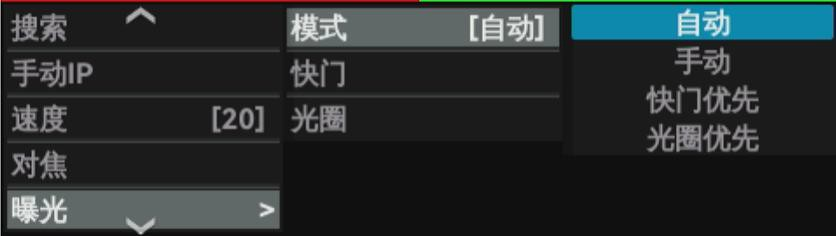 搜索
手动IP
速度 [20]
对焦
曝光 >
模式 [自动]
快门
光圈
自动
手动
快门优先
光圈优先